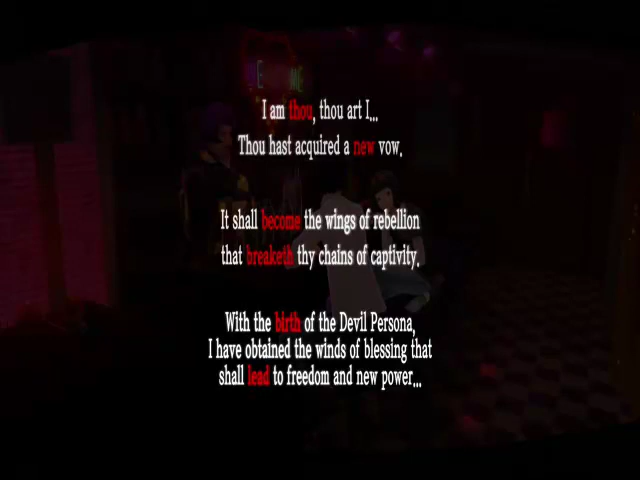 I am thou, thou art I...
Thou hast acquired a new vow.
It shall become the wings of rebellion
that breaketh thy chains of captivity.
With the birth of the Devil Persona,
I have obtained the winds of blessing that
shall lead to freedom and new power...